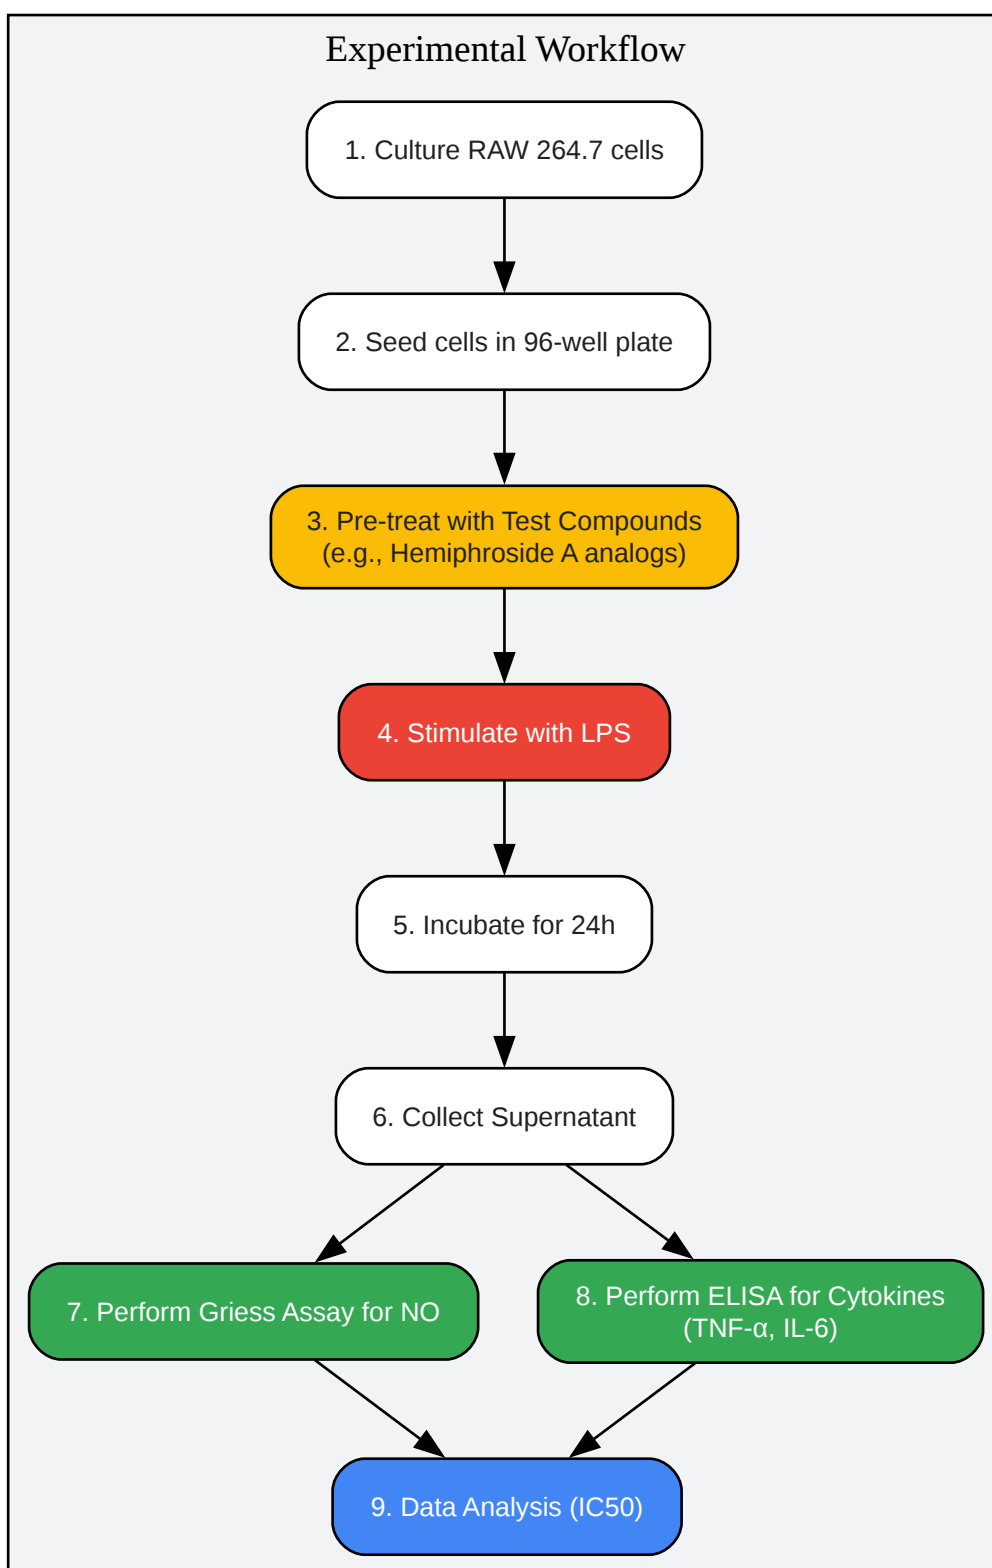 Experimental Workflow
1. Culture RAW 264.7 cells
2. Seed cells in 96-well plate
3. Pre-treat with Test Compounds
(e.g., Hemiphroside A analogs)
4. Stimulate with LPS
5. Incubate for 24h
6. Collect Supernatant
7. Perform Griess Assay for NO
8. Perform ELISA for Cytokines
(TNF-α, IL-6)
9. Data Analysis (IC50)